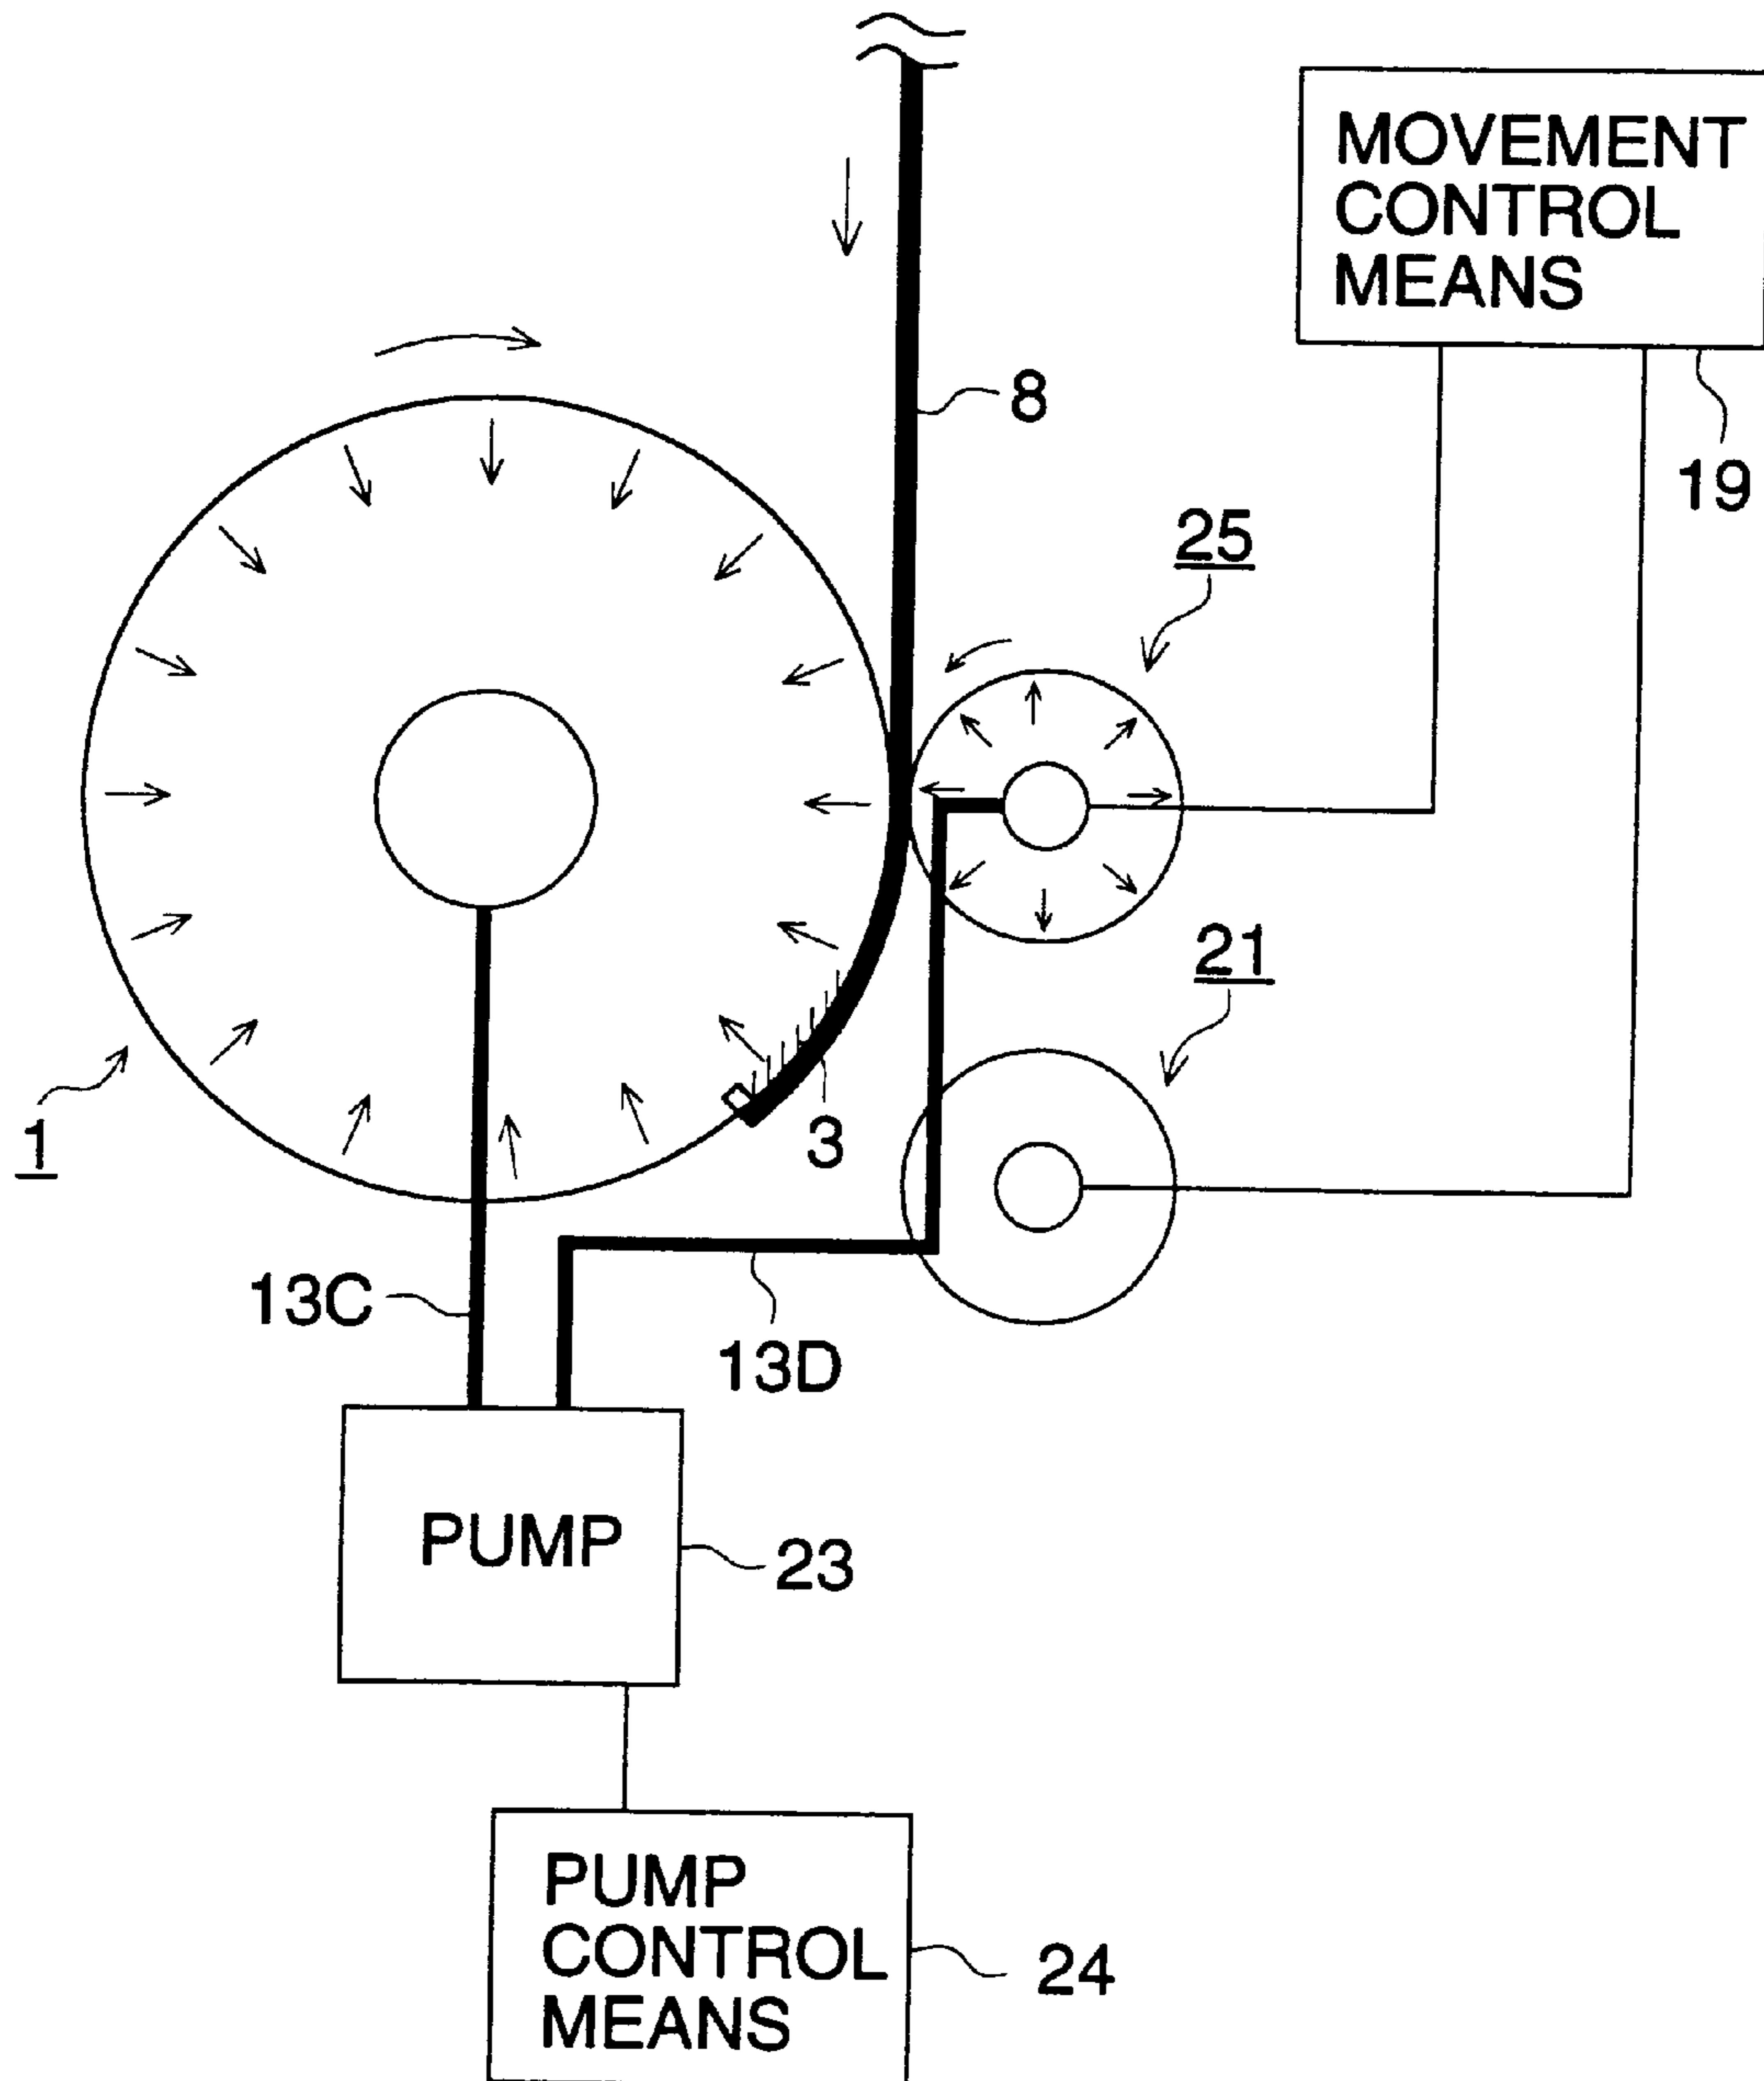 MOVEMENT
CONTROL
MEANS
8
19
25
21
1
3
13C
13D
PUMP
23
PUMP
CONTROL
MEANS
24